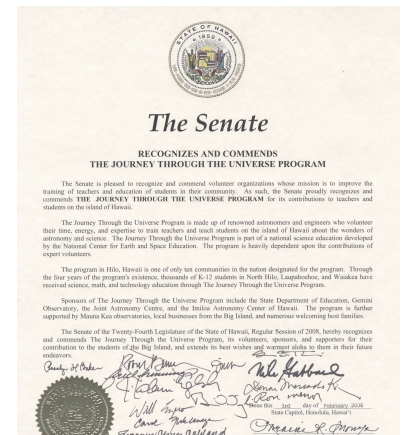 STATE OF HAWAII
1959
The Senate
RECOGNIZES AND COMMENDS
THE JOURNEY THROUGH THE UNIVERSE PROGRAM
The Senate is pleased to recognize and commend volunteer organizations whose mission is to improve the
training of teachers and education of students in their community. As such, the Senate proudly recognizes and
commends THE JOURNEY THROUGH THE UNIVERSE PROGRAM for its contributions to teachers and
students on the island of Hawaii.
The Journey Through the Universe Program is made up of renowned astronomers and engineers who volunteer
their time, energy, and expertise to train teachers and teach students on the island of Hawaii about the wonders of
astronomy and science. The Journey Through the Universe Program is part of a national science education developed
by the National Center for Earth and Space Education. The program is heavily dependent upon the contributions of
expert volunteers.
The program in Hilo, Hawaii is one of only ten communities in the nation designated for the program. Through
the four years of the program's existence, thousands of K-12 students in North Hilo, Laupahoehoe, and Waiakea have
received science, math, and technology education through The Journey Through the Universe.
Sponsors of The Journey Through the Universe Program include the State Department of Education, Gemini
Observatory, the Joint Astronomy Centre, and the Imiloa Astronomy Center of Hawaii. The program is further
supported by Mauna Kea observatories, local businesses from the Big Island, and numerous welcoming host families.
The Senate of the Twenty-Fourth Legislature of the State of Hawaii, Regular Session of 2008, hereby recognizes
and commends The Journey Through the Universe Program, its volunteers, sponsors, and supporters for their
contribution to the students of the Big Island, and extends its best wishes and warmest aloha to them in their future
endeavors.
Done this 3rd day of February 2008
State Capitol, Honolulu, Hawai'i